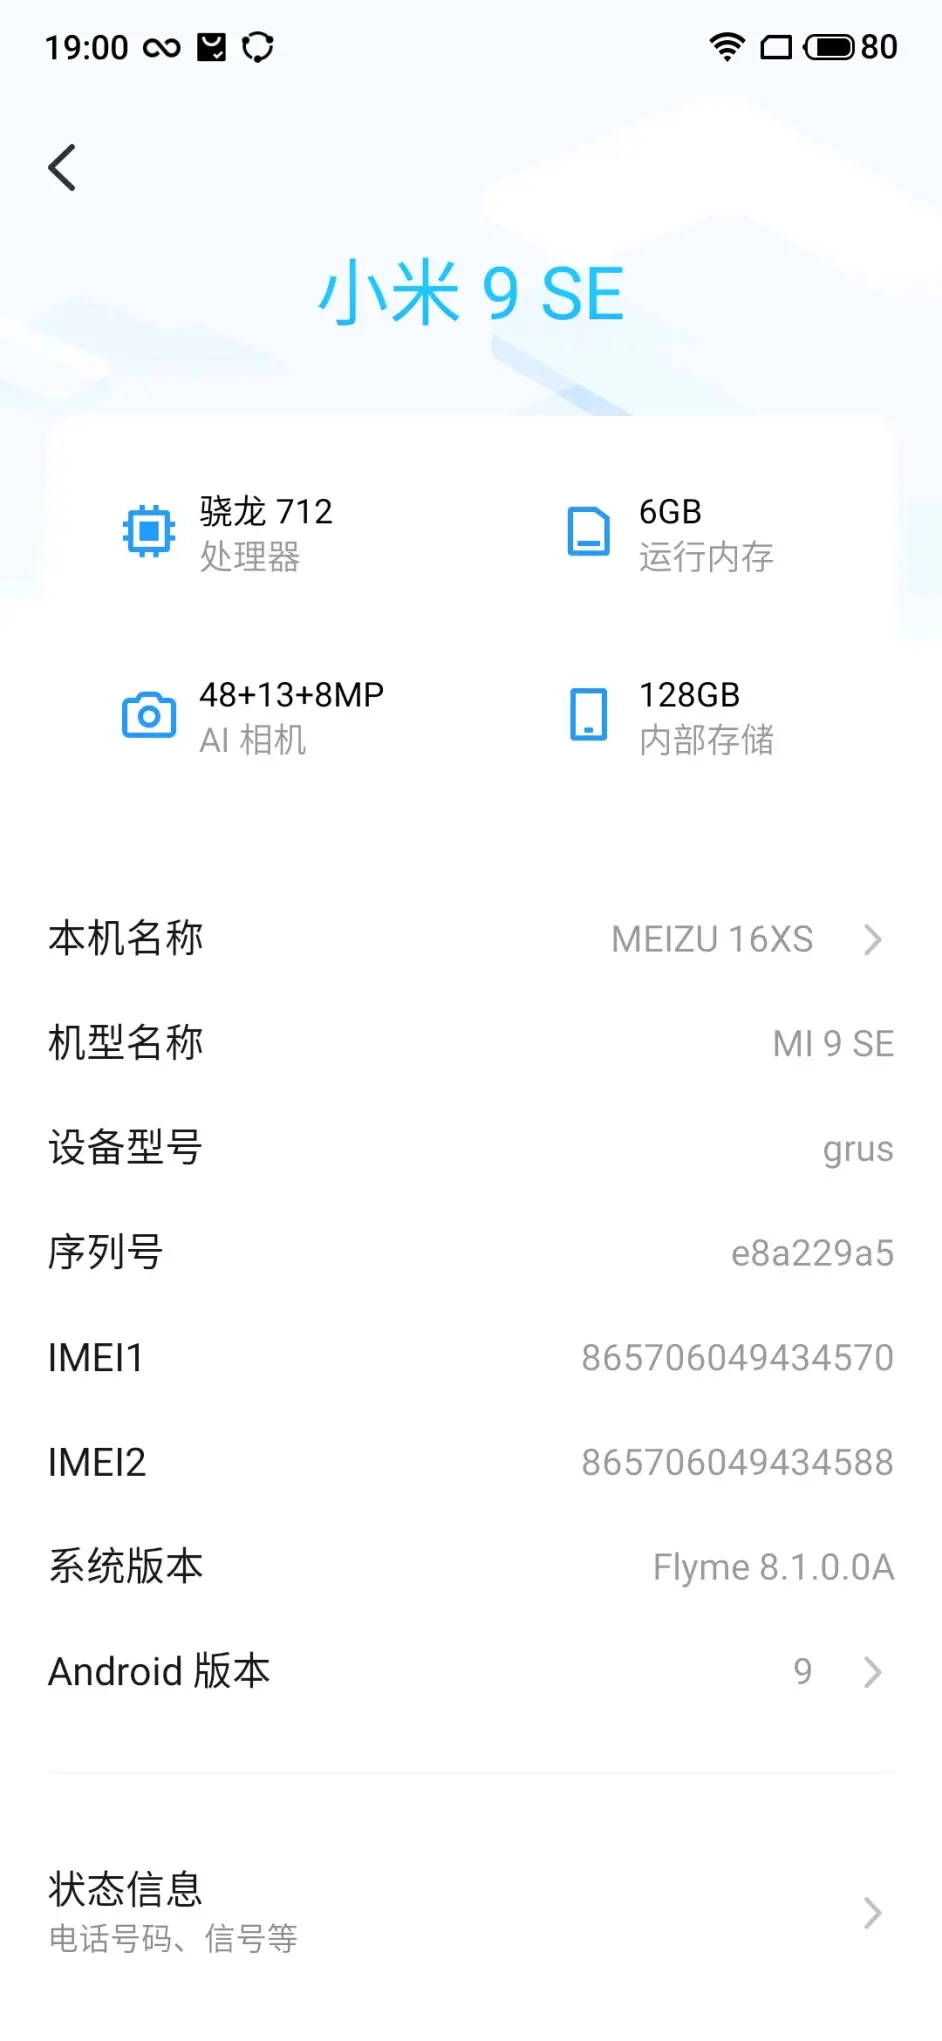 19:00 80
小米 9 SE
骁龙 712
处理器
6GB
运行内存
48+13+8MP
AI 相机
128GB
内部存储
本机名称 MEIZU 16XS
机型名称 MI 9 SE
设备型号 grus
序列号 e8a229a5
IMEI1 865706049434570
IMEI2 865706049434588
系统版本 Flyme 8.1.0.0A
Android 版本 9
状态信息
电话号码、信号等